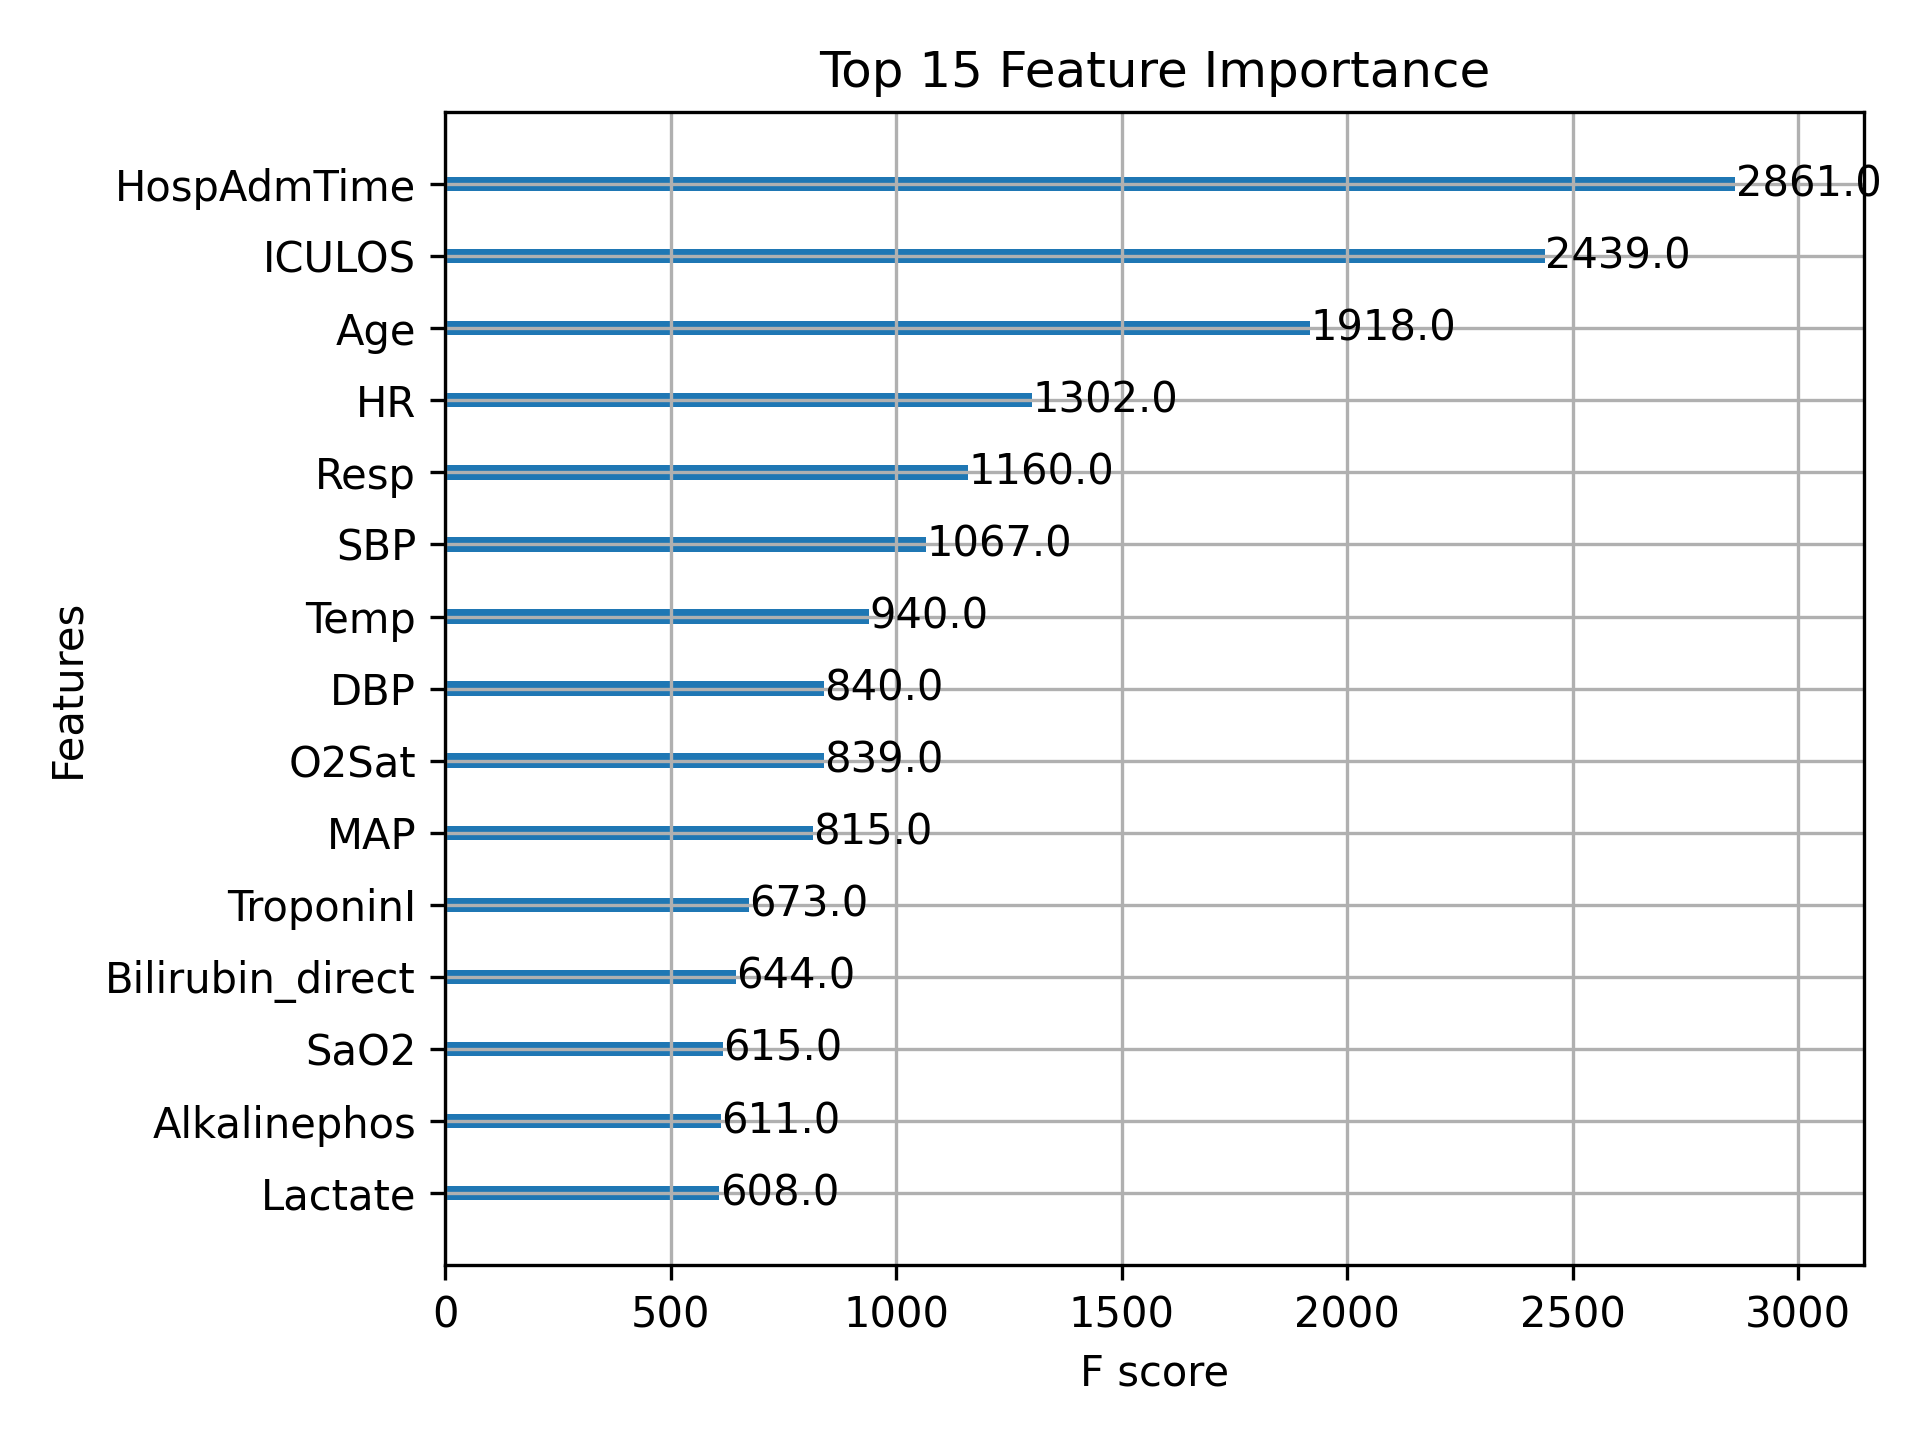 Top 15 Feature Importance
HospAdmTime 2861.0
ICULOS 2439.0
Age 1918.0
HR 1302.0
Resp 1160.0
SBP 1067.0
Temp 940.0
DBP 840.0
O2Sat 839.0
MAP 815.0
TroponinI 673.0
Bilirubin_direct 644.0
SaO2 615.0
Alkalinephos 611.0
Lactate 608.0
Features
0 500 1000 1500 2000 2500 3000
F score